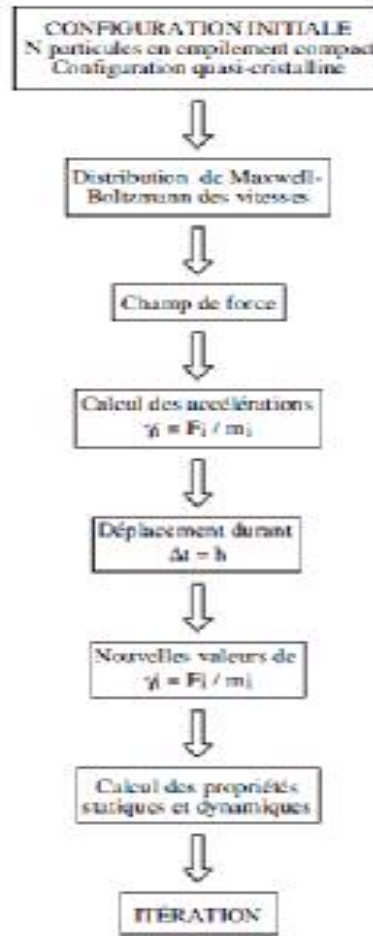 CONFIGURATION INITIALE
N particules en empilement compact
Configuration quasi-cristalline
Distribution de Maxwell-
Boltzmann des vitesses
Champ de force
Calcul des accélérations
γi = Fi / mi
Déplacement durant
Δt = h
Nouvelles valeurs de
γi = Fi / mi
Calcul des propriétés
statiques et dynamiques
ITÉRATION